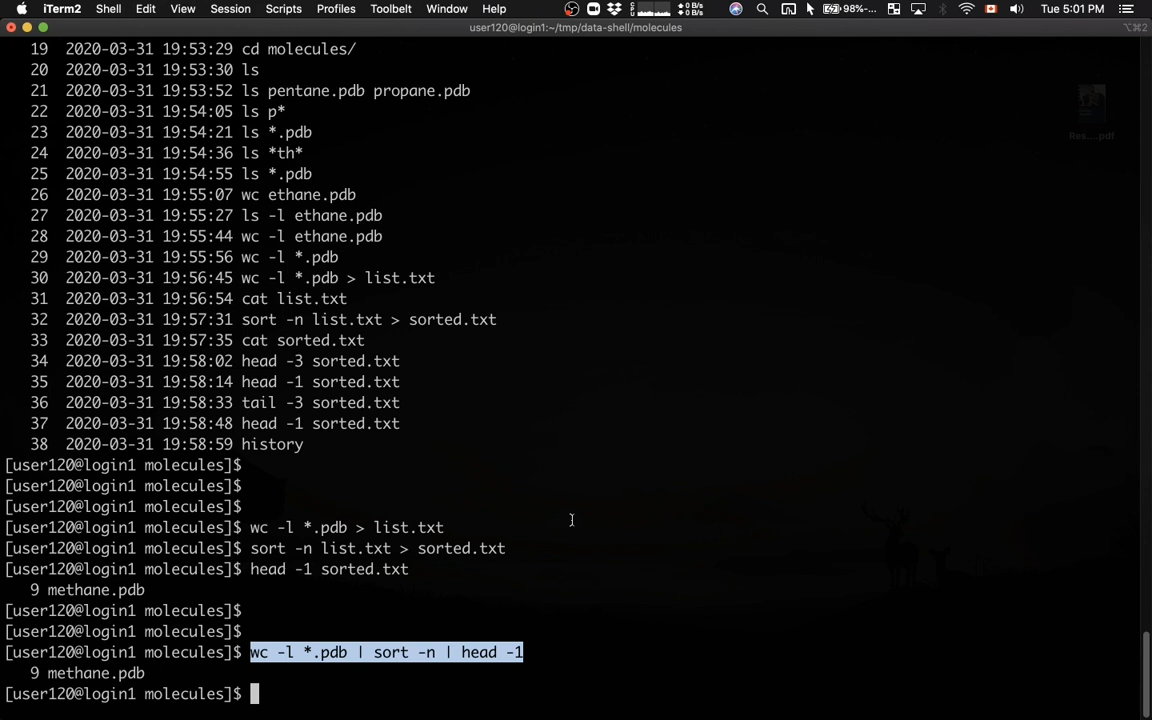 iTerm2 Shell Edit View Session Scripts Profiles Toolbelt Window Help 0 B/s 0 B/s 98%-... Tue 5:01 PM
user120@login1:~/tmp/data-shell/molecules ⌥⌘2
19 2020-03-31 19:53:29 cd molecules/
20 2020-03-31 19:53:30 ls
21 2020-03-31 19:53:52 ls pentane.pdb propane.pdb
22 2020-03-31 19:54:05 ls p*
23 2020-03-31 19:54:21 ls *.pdb
24 2020-03-31 19:54:36 ls *th*
25 2020-03-31 19:54:55 ls *.pdb
26 2020-03-31 19:55:07 wc ethane.pdb
27 2020-03-31 19:55:27 ls -l ethane.pdb
28 2020-03-31 19:55:44 wc -l ethane.pdb
29 2020-03-31 19:55:56 wc -l *.pdb
30 2020-03-31 19:56:45 wc -l *.pdb > list.txt
31 2020-03-31 19:56:54 cat list.txt
32 2020-03-31 19:57:31 sort -n list.txt > sorted.txt
33 2020-03-31 19:57:35 cat sorted.txt
34 2020-03-31 19:58:02 head -3 sorted.txt
35 2020-03-31 19:58:14 head -1 sorted.txt
36 2020-03-31 19:58:33 tail -3 sorted.txt
37 2020-03-31 19:58:48 head -1 sorted.txt
38 2020-03-31 19:58:59 history
[user120@login1 molecules]$
[user120@login1 molecules]$
[user120@login1 molecules]$
[user120@login1 molecules]$ wc -l *.pdb > list.txt
[user120@login1 molecules]$ sort -n list.txt > sorted.txt
[user120@login1 molecules]$ head -1 sorted.txt
9 methane.pdb
[user120@login1 molecules]$
[user120@login1 molecules]$
[user120@login1 molecules]$ wc -l *.pdb | sort -n | head -1
9 methane.pdb
[user120@login1 molecules]$